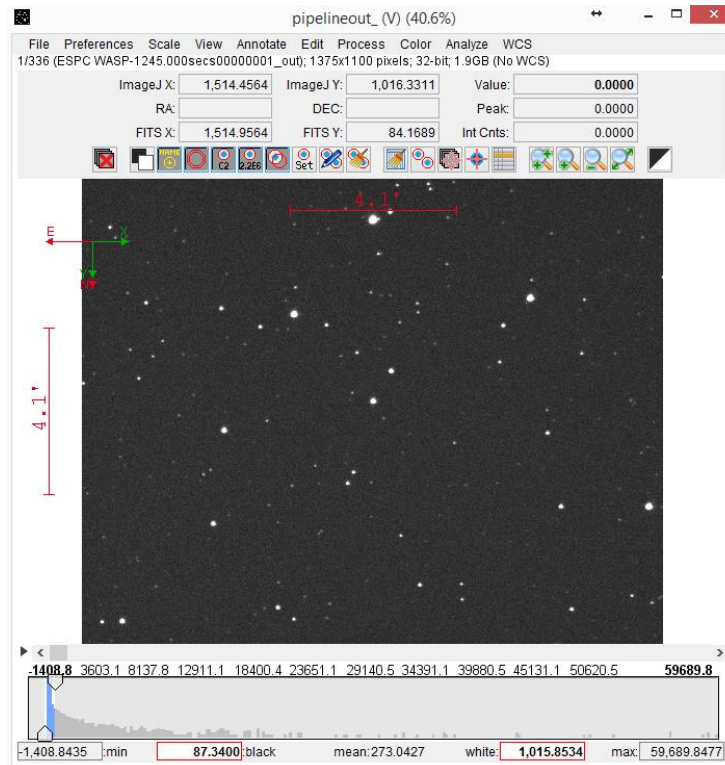 pipelineout_ (V) (40.6%)
File Preferences Scale View Annotate Edit Process Color Analyze WCS
1/336 (ESPC WASP-1245.000secs00000001_out); 1375x1100 pixels; 32-bit; 1.9GB (No WCS)
ImageJ X: 1,514.4564 ImageJ Y: 1,016.3311 Value: 0.0000
RA: DEC: Peak: 0.0000
FITS X: 1,514.9564 FITS Y: 84.1689 Int Cnts: 0.0000
NAME C2 2.2E6 Set
4.1'
E X
Y
N
4.1'
-1408.8 3603.1 8137.8 12911.1 18400.4 23651.1 29140.5 34391.1 39880.5 45131.1 50620.5 59689.8
-1,408.8435 :min 87.3400 :black mean:273.0427 white: 1,015.8534 max: 59,689.8477